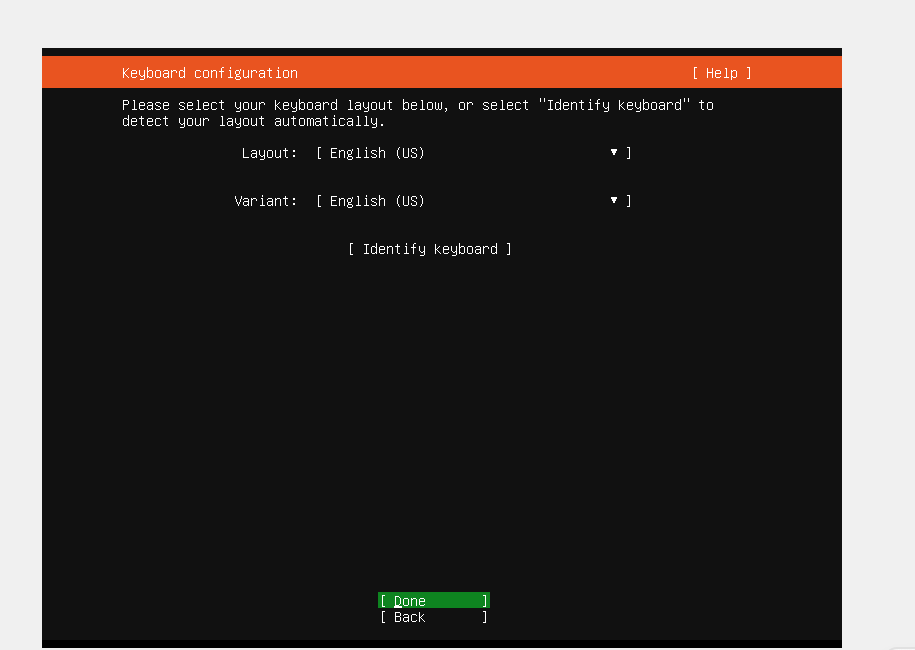 Keyboard configuration [ Help ]
Please select your keyboard layout below, or select "Identify keyboard" to
detect your layout automatically.
Layout: [ English (US) ▼ ]
Variant: [ English (US) ▼ ]
[ Identify keyboard ]
[ Done ]
[ Back ]